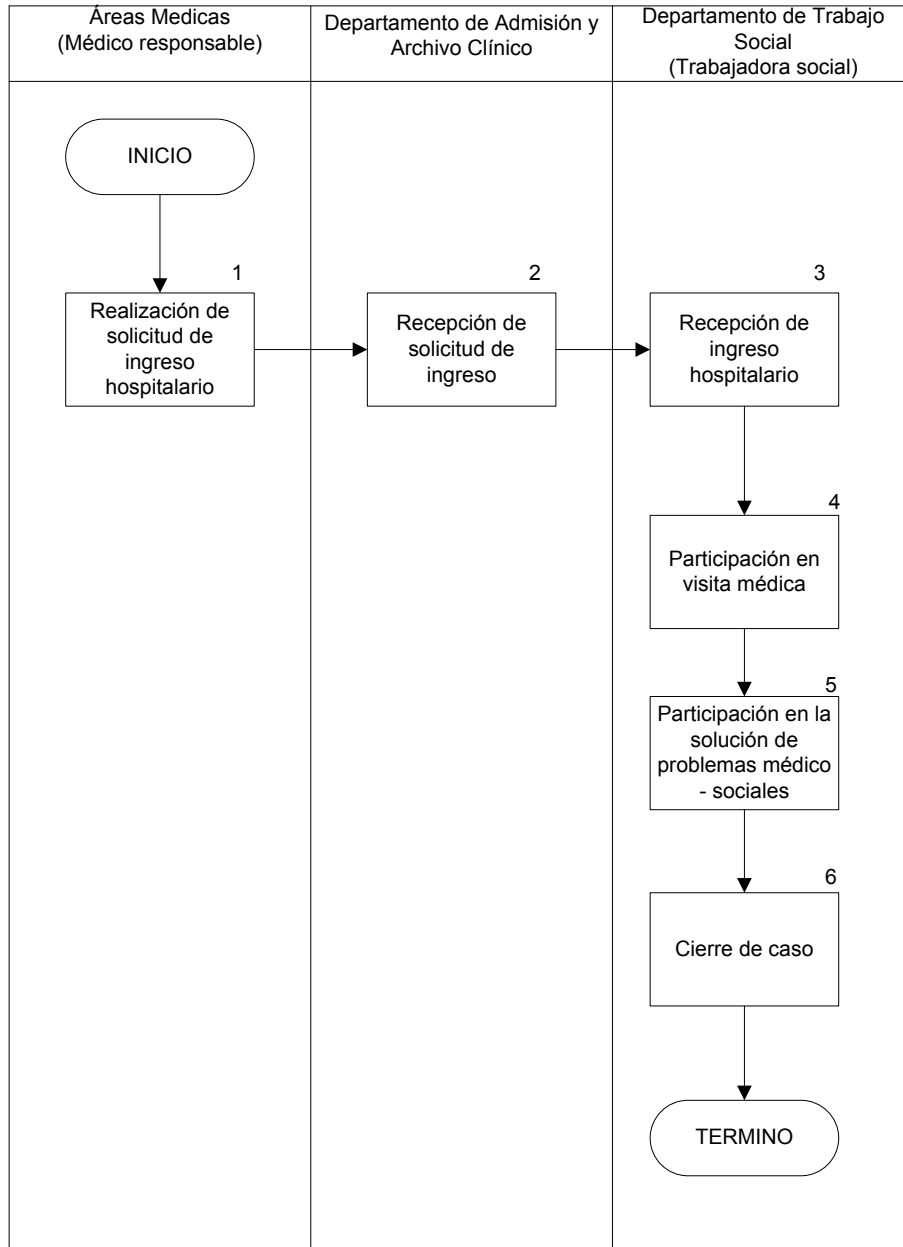 Áreas Medicas
(Médico responsable)
Departamento de Admisión y
Archivo Clínico
Departamento de Trabajo
Social
(Trabajadora social)
INICIO
1
Realización de
solicitud de
ingreso
hospitalario
2
Recepción de
solicitud de
ingreso
3
Recepción de
ingreso
hospitalario
4
Participación en
visita médica
5
Participación en la
solución de
problemas médico
- sociales
6
Cierre de caso
TERMINO